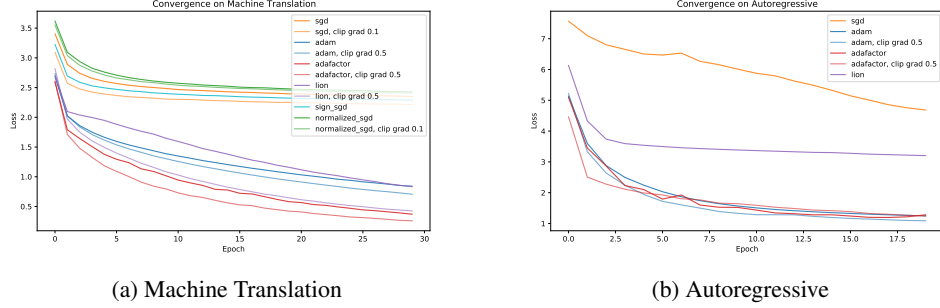 Convergence on Machine Translation
3.5
3.0
2.5
2.0
1.5
1.0
0.5
Loss
0
5
10
15
20
25
30
Epoch
sgd
sgd, clip grad 0.1
adam
adam, clip grad 0.5
adafactor
adafactor, clip grad 0.5
lion
lion, clip grad 0.5
sign_sgd
normalized_sgd
normalized_sgd, clip grad 0.1
(a) Machine Translation
Convergence on Autoregressive
7
6
5
4
3
2
1
Loss
0.0
2.5
5.0
7.5
10.0
12.5
15.0
17.5
Epoch
sgd
adam
adam, clip grad 0.5
adafactor
adafactor, clip grad 0.5
lion
(b) Autoregressive